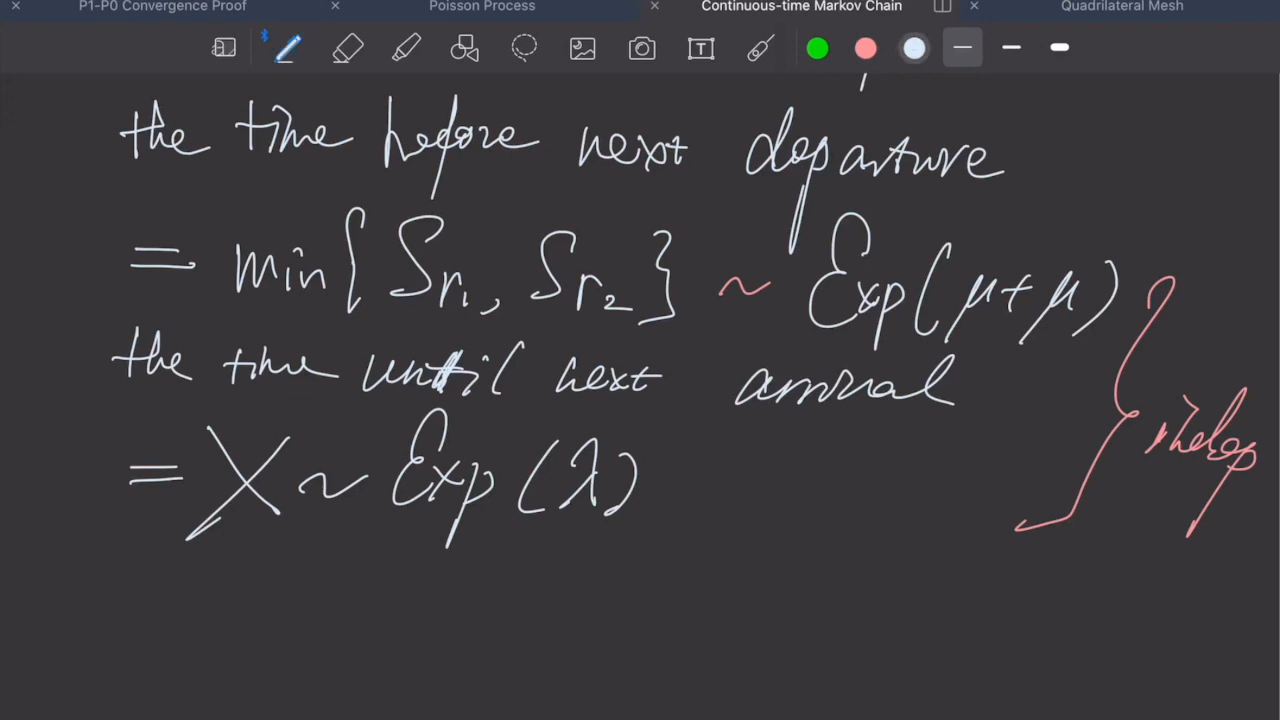 P1-P0 Convergence Proof Poisson Process Continuous-time Markov Chain Quadrilateral Mesh
the time before next departure
= min{Sr₁, Sr₂} ~ Exp(μ+μ)
the time until next arrival
indep
= X ~ Exp(λ)